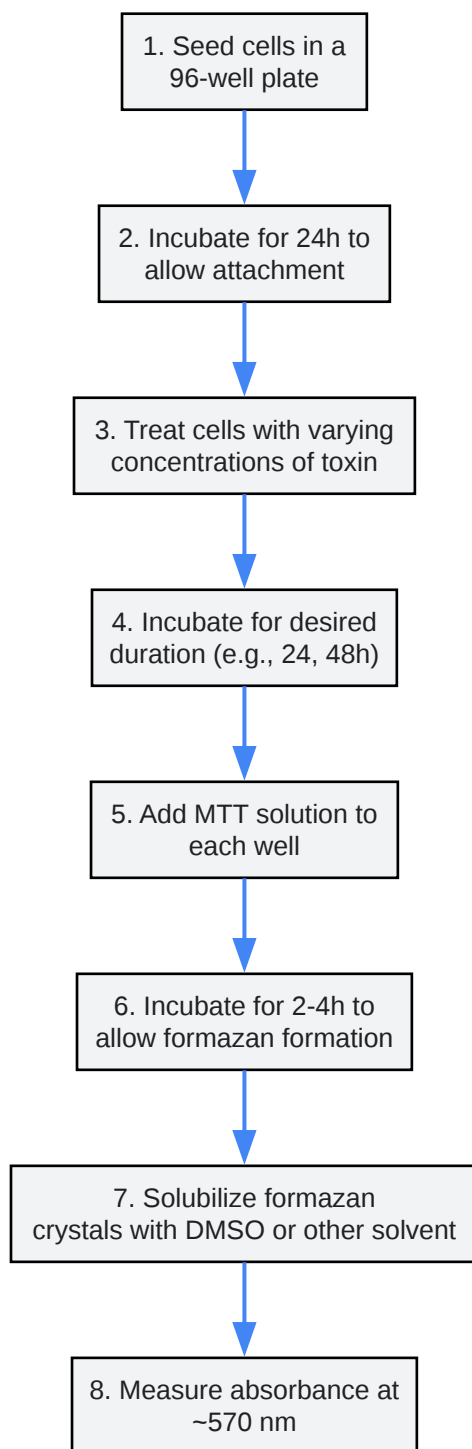 1. Seed cells in a
96-well plate
2. Incubate for 24h to
allow attachment
3. Treat cells with varying
concentrations of toxin
4. Incubate for desired
duration (e.g., 24, 48h)
5. Add MTT solution to
each well
6. Incubate for 2-4h to
allow formazan formation
7. Solubilize formazan
crystals with DMSO or other solvent
8. Measure absorbance at
~570 nm